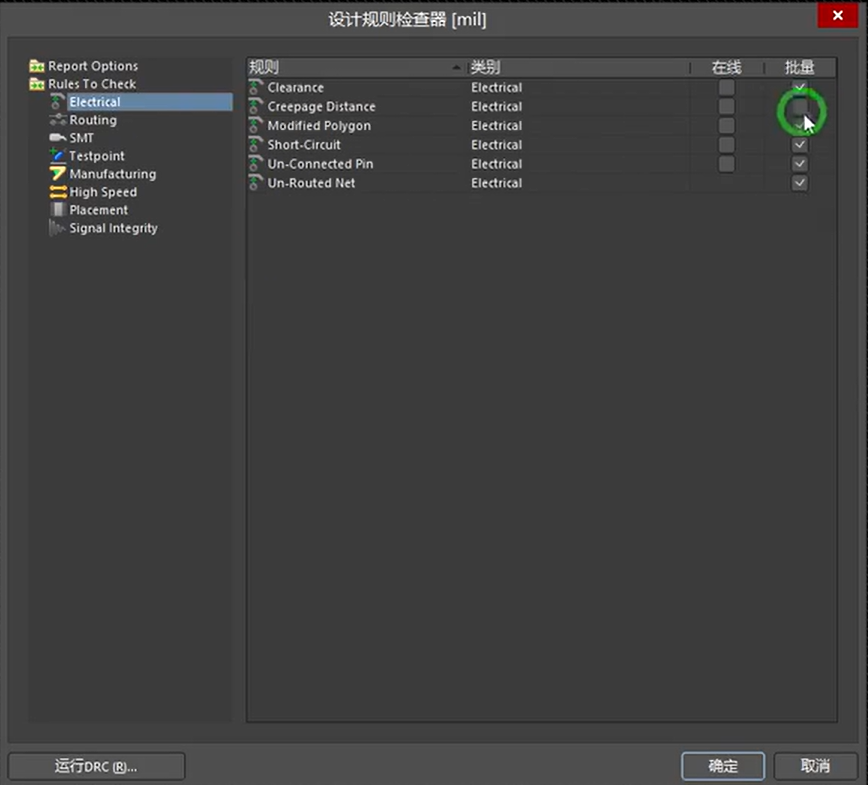 设计规则检查器 [mil]
Report Options
Rules To Check
Electrical
Routing
SMT
Testpoint
Manufacturing
High Speed
Placement
Signal Integrity
规则 类别 在线 批量
Clearance Electrical
Creepage Distance Electrical
Modified Polygon Electrical
Short-Circuit Electrical
Un-Connected Pin Electrical
Un-Routed Net Electrical
运行DRC (R)... 确定 取消